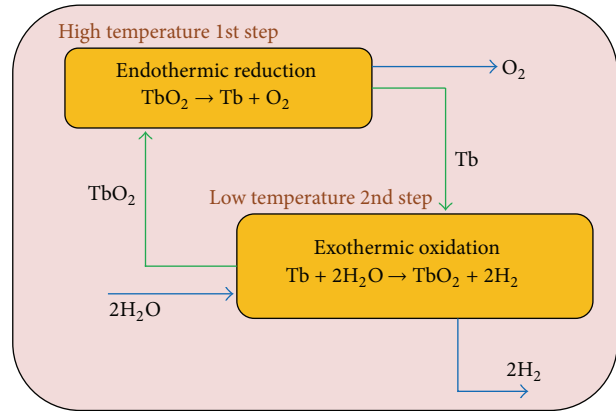 High temperature 1st step
Endothermic reduction
TbO₂ → Tb + O₂
O₂
Tb
TbO₂
Low temperature 2nd step
Exothermic oxidation
Tb + 2H₂O → TbO₂ + 2H₂
2H₂O
2H₂